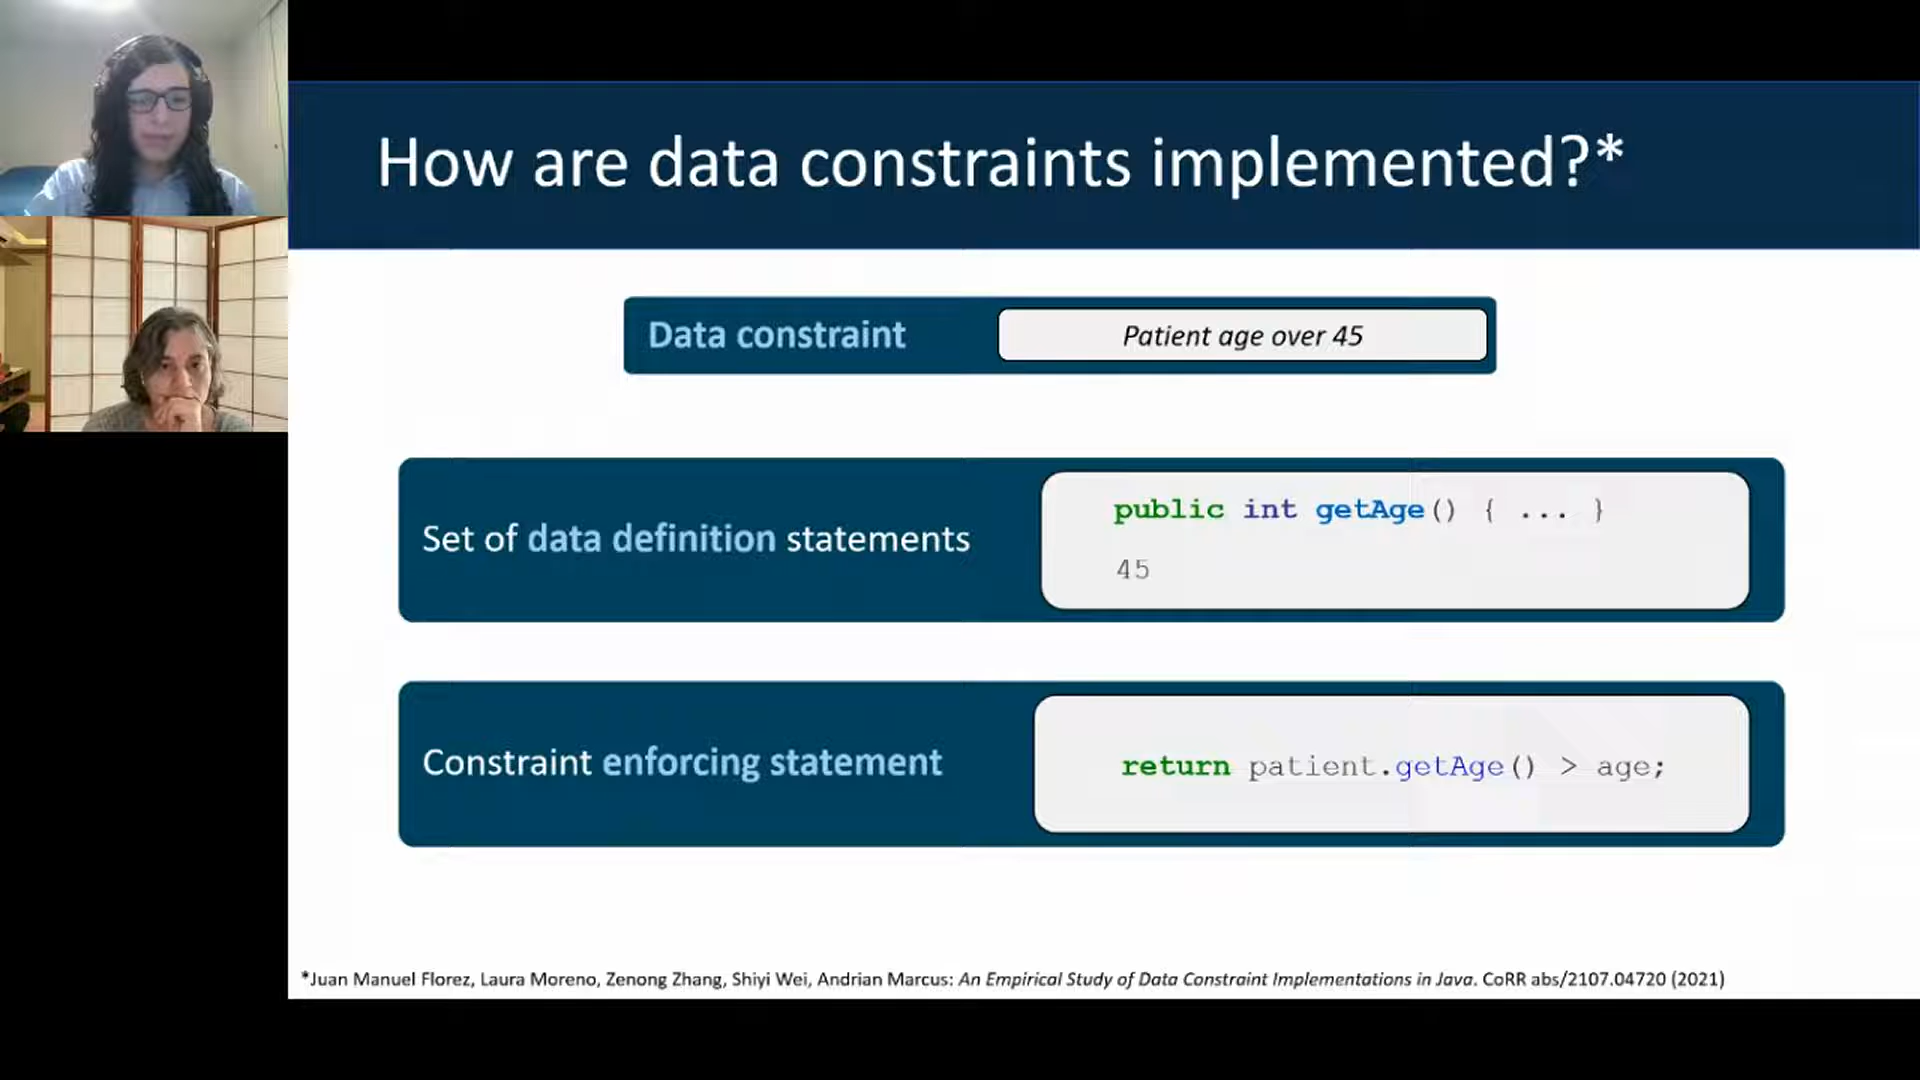 How are data constraints implemented?*
Data constraint
Patient age over 45
Set of data definition statements
public int getAge() { ... }
45
Constraint enforcing statement
return patient.getAge() > age;
*Juan Manuel Florez, Laura Moreno, Zenong Zhang, Shiyi Wei, Andrian Marcus: An Empirical Study of Data Constraint Implementations in Java. CoRR abs/2107.04720 (2021)